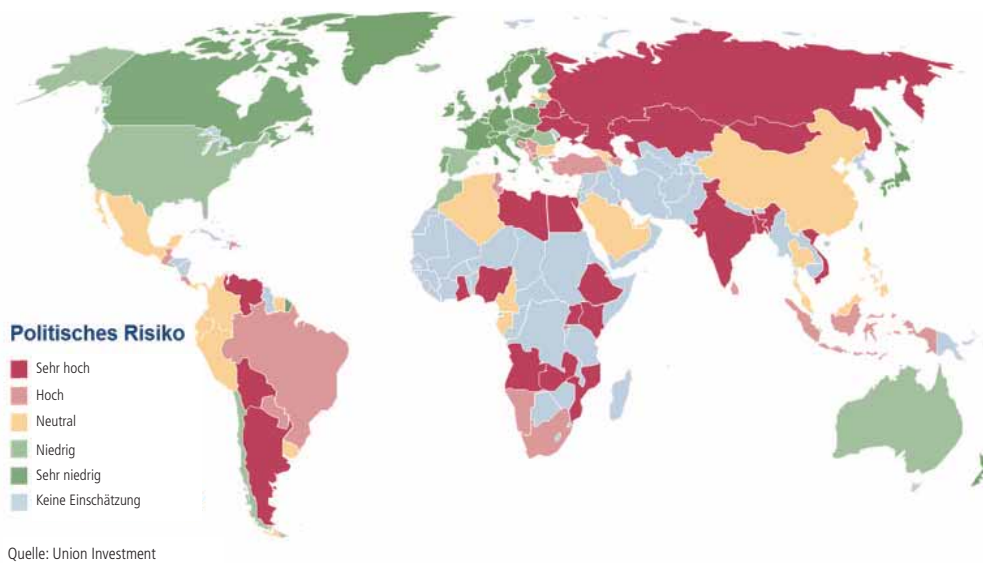 Politisches Risiko
Sehr hoch
Hoch
Neutral
Niedrig
Sehr niedrig
Keine Einschätzung
Quelle: Union Investment